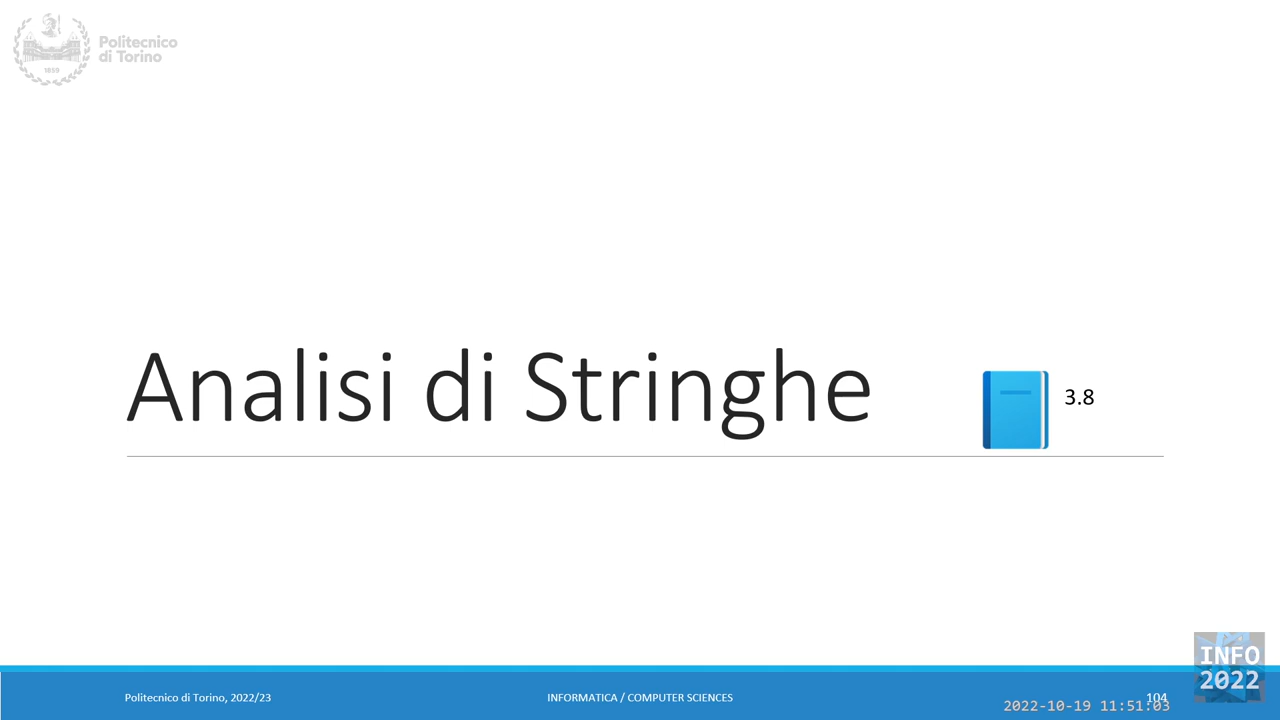 Politecnico
di Torino
1859
Analisi di Stringhe
3.8
INFO
2022
Politecnico di Torino, 2022/23
INFORMATICA / COMPUTER SCIENCES
104
2022-10-19 11:51:03